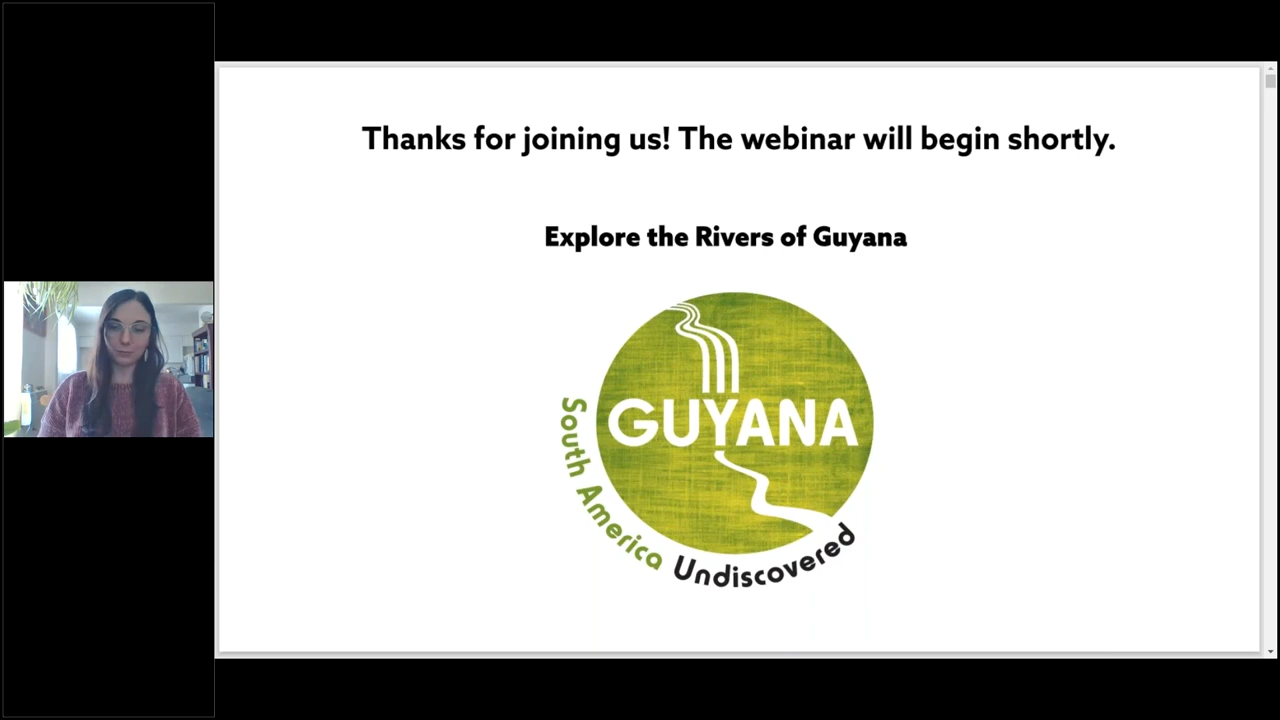 Thanks for joining us! The webinar will begin shortly.
Explore the Rivers of Guyana
GUYANA
South America Undiscovered